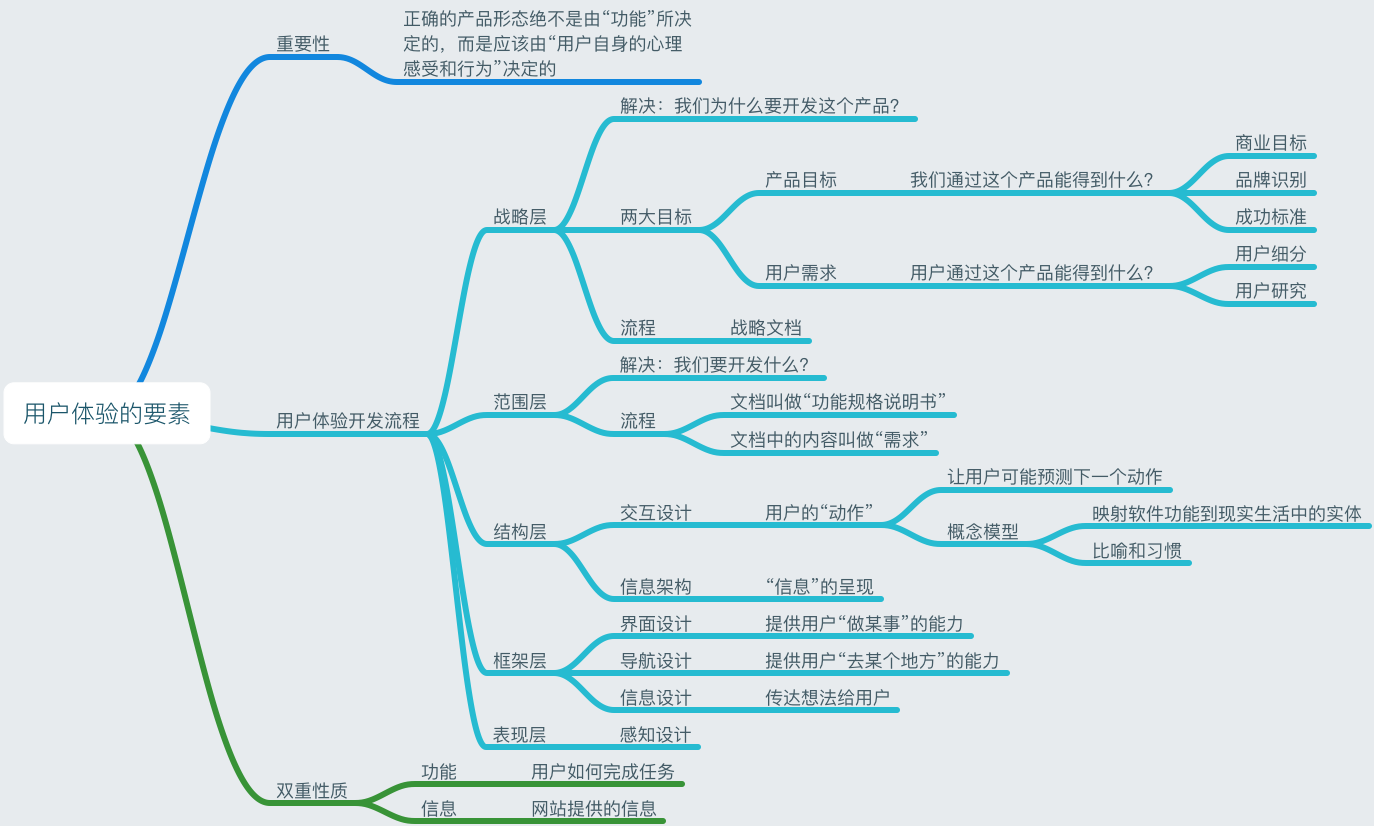 用户体验的要素
重要性
正确的产品形态绝不是由“功能”所决
定的，而是应该由“用户自身的心理
感受和行为”决定的
用户体验开发流程
战略层
解决：我们为什么要开发这个产品？
两大目标
产品目标
我们通过这个产品能得到什么？
商业目标
品牌识别
成功标准
用户需求
用户通过这个产品能得到什么？
用户细分
用户研究
流程
战略文档
范围层
解决：我们要开发什么？
流程
文档叫做“功能规格说明书”
文档中的内容叫做“需求”
结构层
交互设计
用户的“动作”
让用户可能预测下一个动作
概念模型
映射软件功能到现实生活中的实体
比喻和习惯
信息架构
“信息”的呈现
框架层
界面设计
提供用户“做某事”的能力
导航设计
提供用户“去某个地方”的能力
信息设计
传达想法给用户
表现层
感知设计
双重性质
功能
用户如何完成任务
信息
网站提供的信息